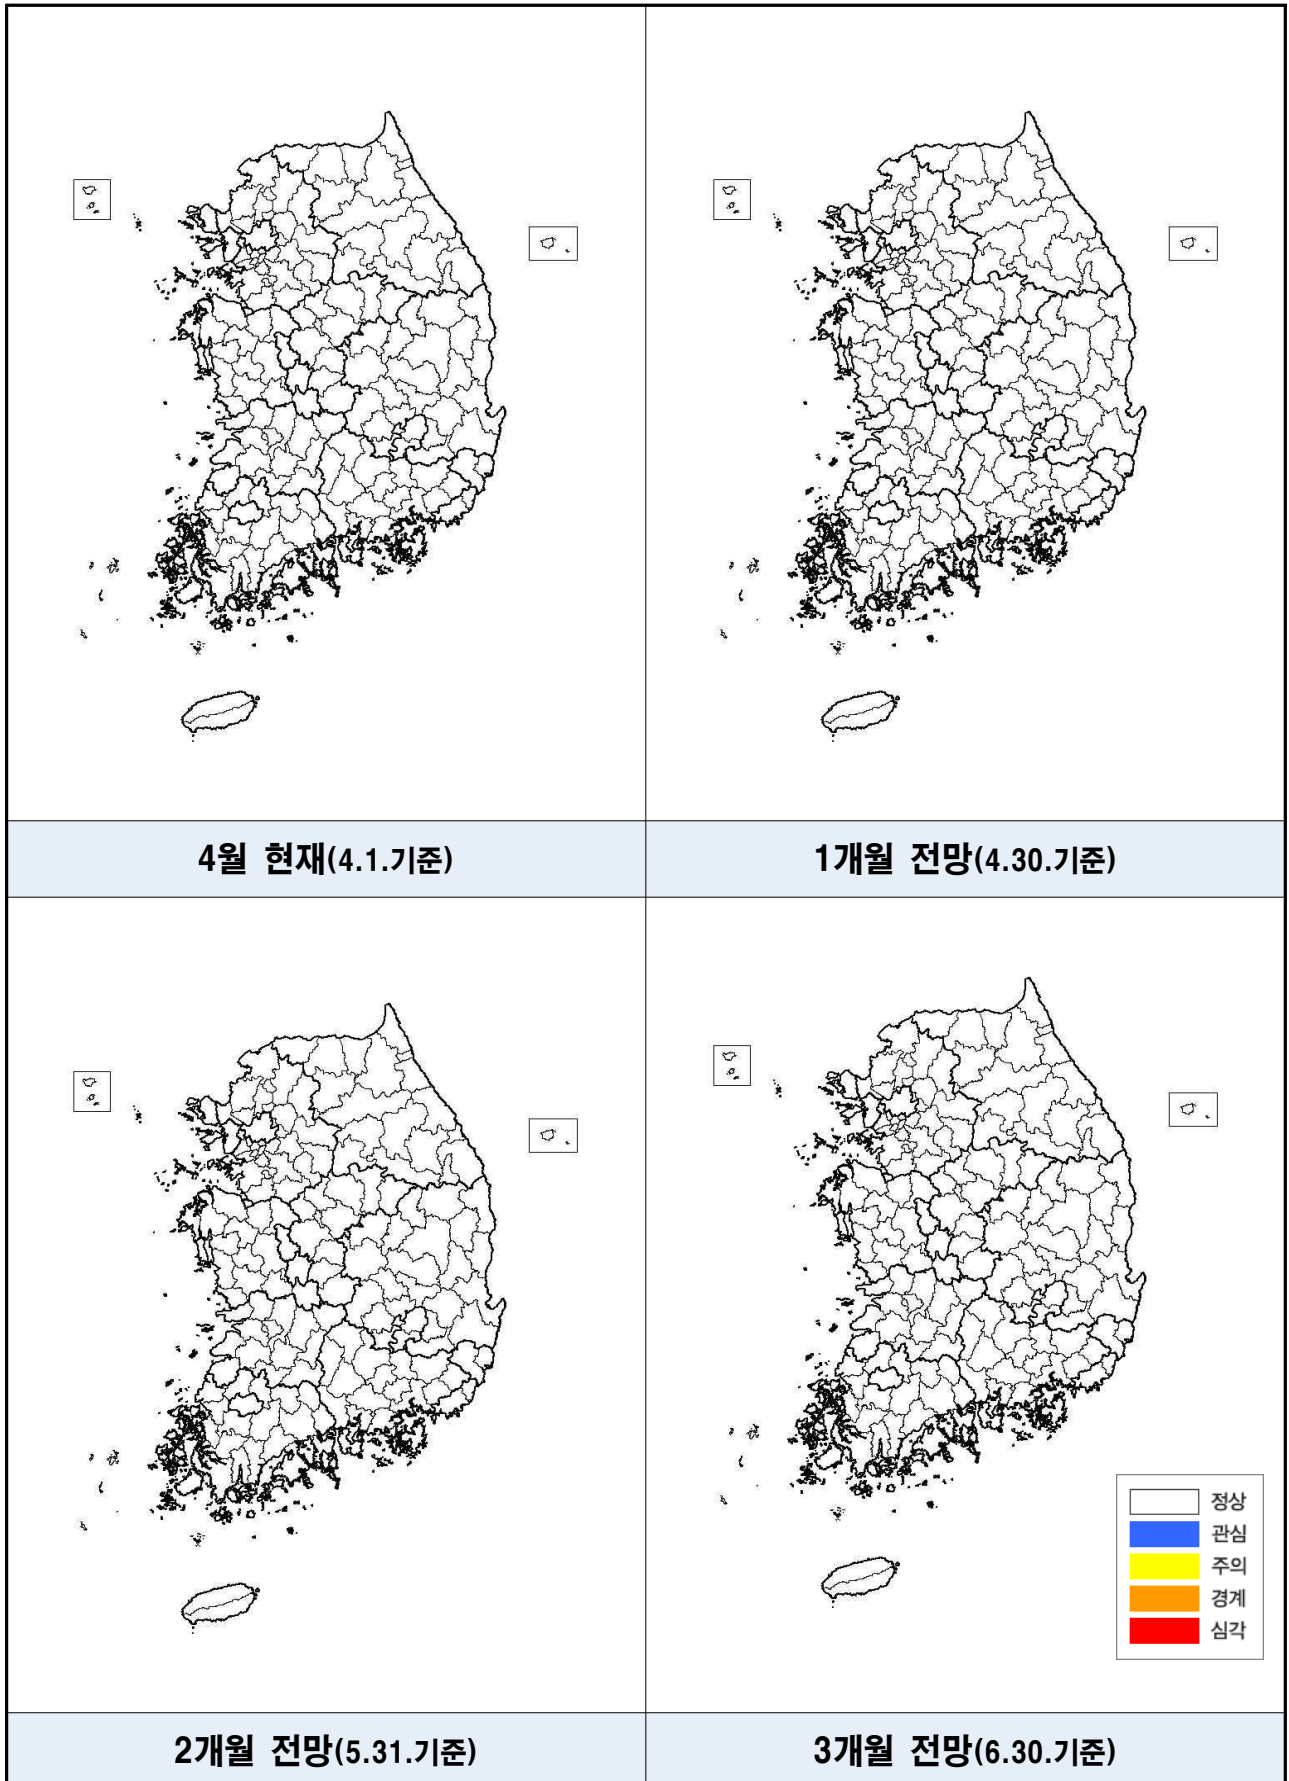 4월 현재(4.1.기준)
1개월 전망(4.30.기준)
정상
관심
주의
경계
심각
2개월 전망(5.31.기준)
3개월 전망(6.30.기준)